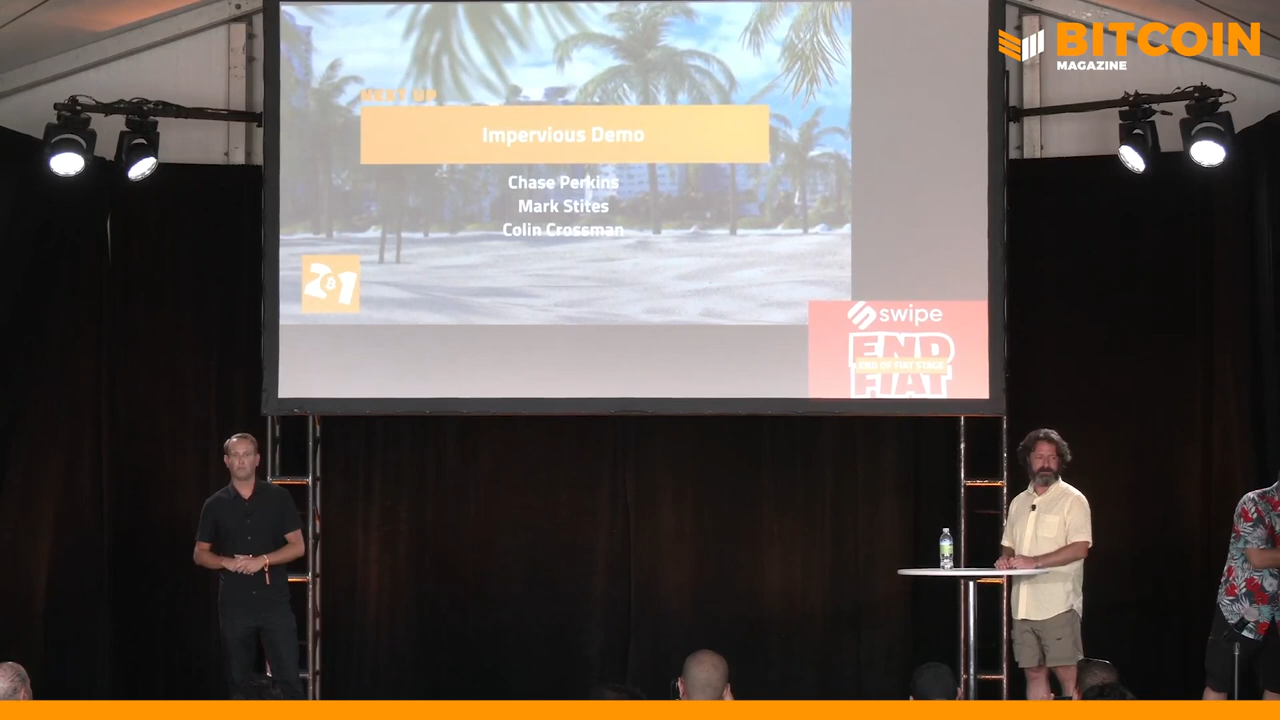 BITCOIN
MAGAZINE
NEXT UP
Impervious Demo
Chase Perkins
Mark Stites
Colin Crossman
21
swipe
END
END OF FIAT STAGE
FIAT